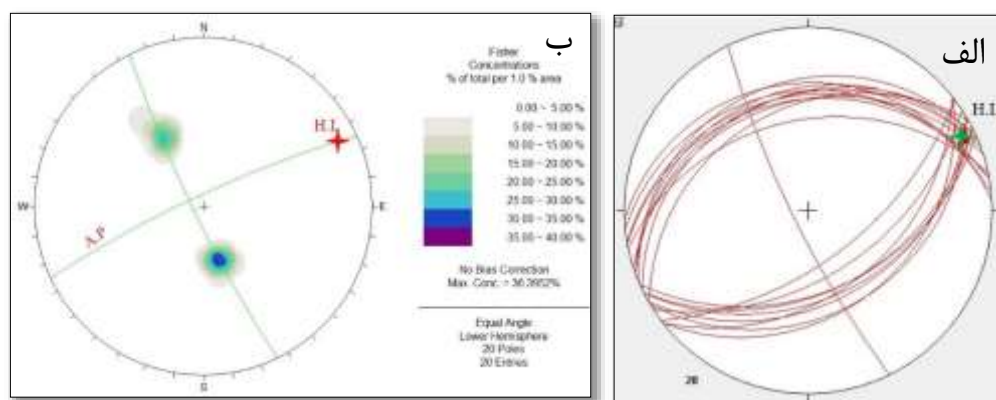 ب
N
W
E
S
A.P
H.I.
Fisher
Concentrations
% of total per 1.0 % area
0.00 ~ 5.00 %
5.00 ~ 10.00 %
10.00 ~ 15.00 %
15.00 ~ 20.00 %
20.00 ~ 25.00 %
25.00 ~ 30.00 %
30.00 ~ 35.00 %
35.00 ~ 40.00 %
No Bias Correction
Max. Conc. = 36.3952%
Equal Angle
Lower Hemisphere
20 Poles
20 Entries
الف
H.I
20